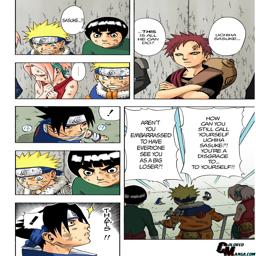 UCHIHA
SASUKE...!
...THIS
IS ALL
HE CAN
DO?
SASUKE...!
HOW
CAN YOU
STILL CALL
YOURSELF
UCHIHA
SASUKE?!
YOU'RE A
DISGRACE
TO...
TO YOURSELF!!
AREN'T
YOU
EMBARRASSED
TO HAVE
EVERYONE
SEE YOU
AS A BIG
LOSER?!
!
THAT'S!!
COLORED
MANGA.COM